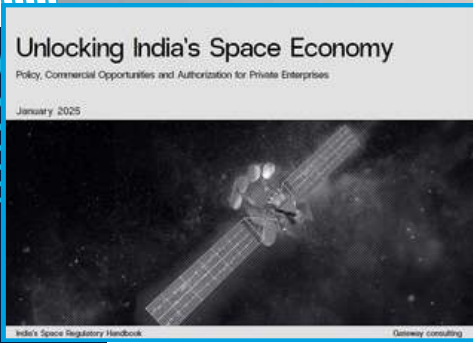 Unlocking India's Space Economy
Policy, Commercial Opportunities and Authorization for Private Enterprises
January 2025
India's Space Regulatory Handbook
Gateway consulting